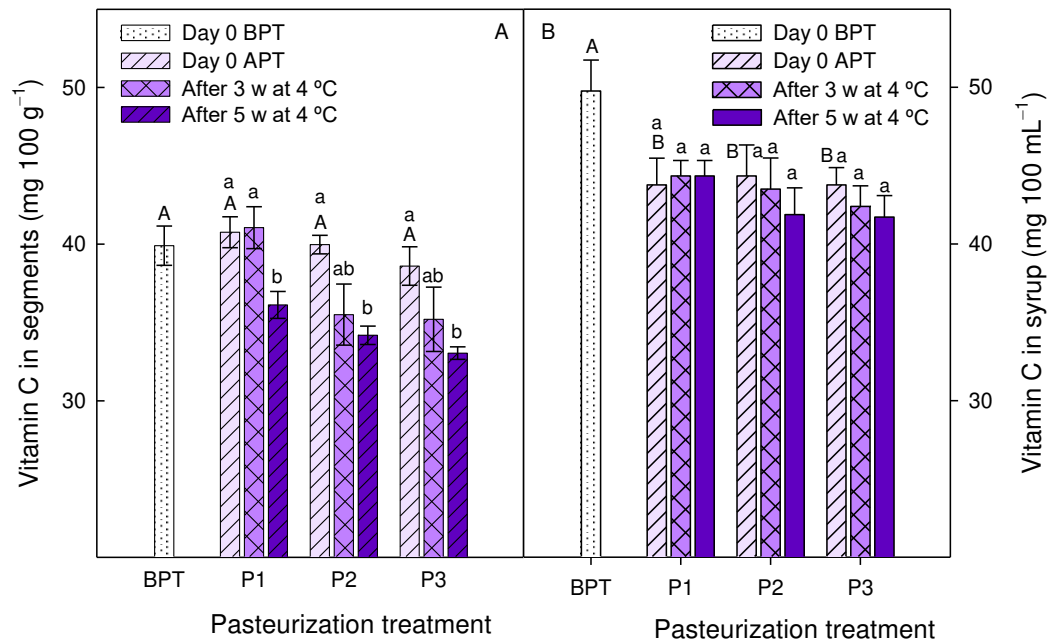 Vitamin C in segments (mg 100 g⁻¹)
50
40
30
Day 0 BPT
Day 0 APT
After 3 w at 4 ºC
After 5 w at 4 ºC
A
A
a
A
a
b
a
A
ab
b
a
A
ab
b
BPT P1 P2 P3
Pasteurization treatment
B
Day 0 BPT
Day 0 APT
After 3 w at 4 ºC
After 5 w at 4 ºC
A
a
B
a
a
B a
a
a
B a
a
a
BPT P1 P2 P3
Pasteurization treatment
50
40
30
Vitamin C in syrup (mg 100 mL⁻¹)